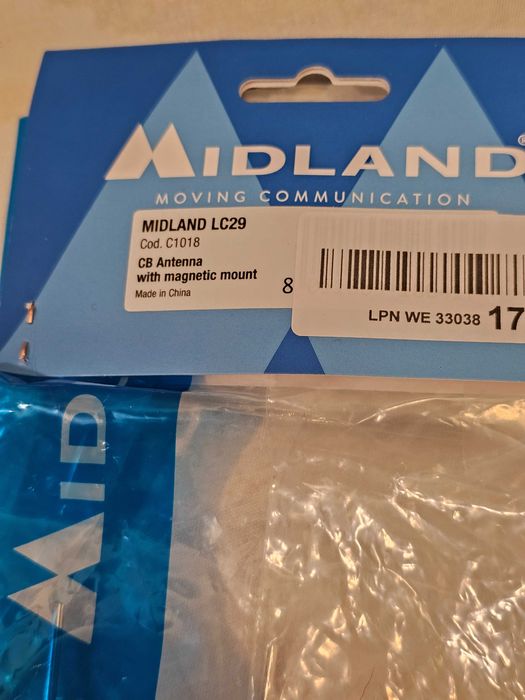 MIDLAND®
MOVING COMMUNICATION
MIDLAND LC29
Cod. C1018
CB Antenna
with magnetic mount
Made in China
8
LPN WE 33038 17
MID